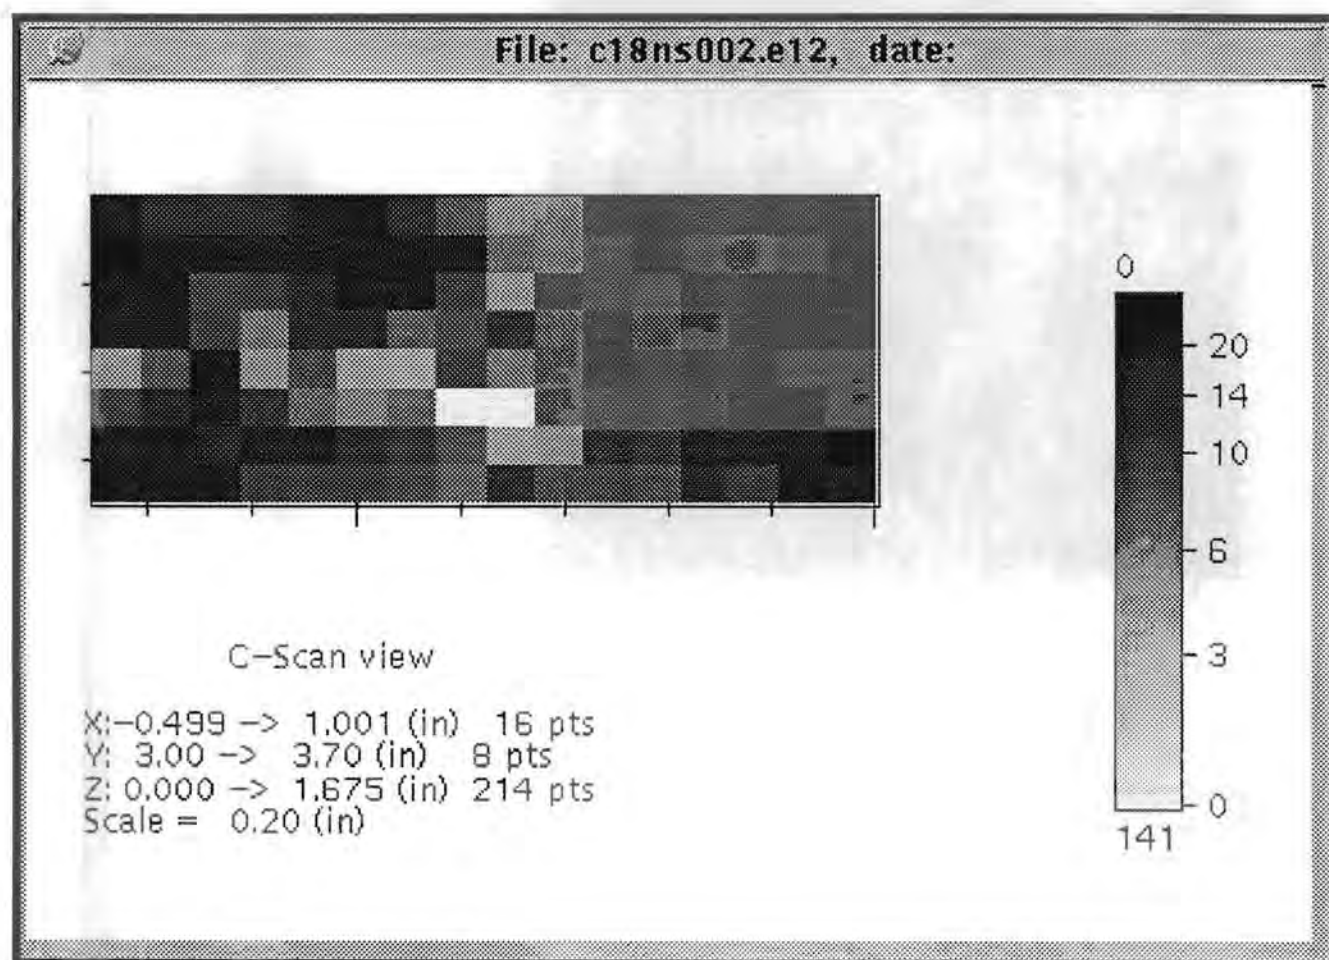 File: c18ns002.e12, date:
0
20
14
10
6
3
0
141
C-Scan view
X:-0.499 -> 1.001 (in) 16 pts
Y: 3.00 -> 3.70 (in) 8 pts
Z: 0.000 -> 1.675 (in) 214 pts
Scale = 0.20 (in)